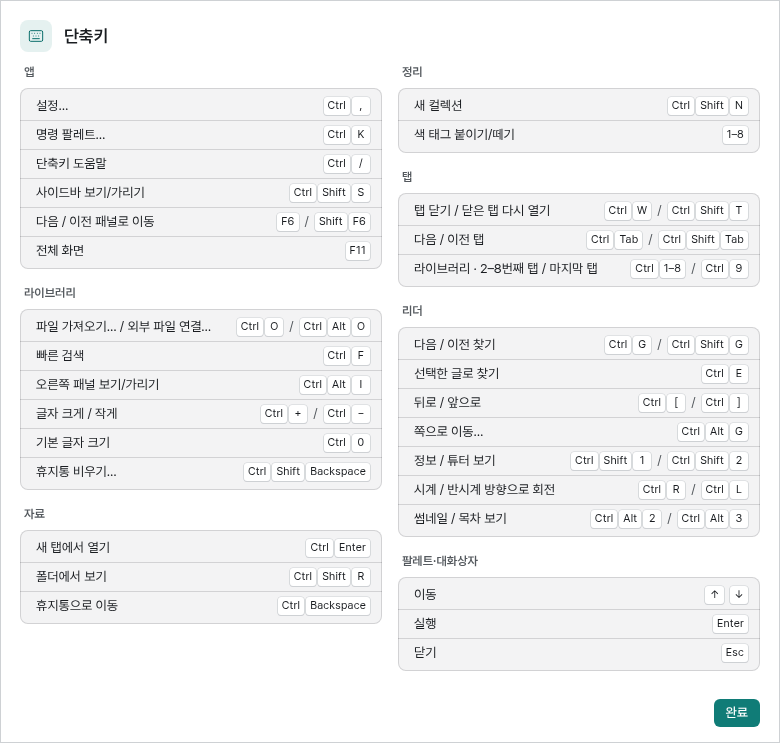 단축키
앱
설정... Ctrl ,
명령 팔레트... Ctrl K
단축키 도움말 Ctrl /
사이드바 보기/가리기 Ctrl Shift S
다음 / 이전 패널로 이동 F6 / Shift F6
전체 화면 F11
라이브러리
파일 가져오기... / 외부 파일 연결... Ctrl O / Ctrl Alt O
빠른 검색 Ctrl F
오른쪽 패널 보기/가리기 Ctrl Alt I
글자 크게 / 작게 Ctrl + / Ctrl −
기본 글자 크기 Ctrl 0
휴지통 비우기... Ctrl Shift Backspace
자료
새 탭에서 열기 Ctrl Enter
폴더에서 보기 Ctrl Shift R
휴지통으로 이동 Ctrl Backspace
정리
새 컬렉션 Ctrl Shift N
색 태그 붙이기/떼기 1–8
탭
탭 닫기 / 닫은 탭 다시 열기 Ctrl W / Ctrl Shift T
다음 / 이전 탭 Ctrl Tab / Ctrl Shift Tab
라이브러리 · 2–8번째 탭 / 마지막 탭 Ctrl 1–8 / Ctrl 9
리더
다음 / 이전 찾기 Ctrl G / Ctrl Shift G
선택한 글로 찾기 Ctrl E
뒤로 / 앞으로 Ctrl [ / Ctrl ]
쪽으로 이동... Ctrl Alt G
정보 / 튜터 보기 Ctrl Shift 1 / Ctrl Shift 2
시계 / 반시계 방향으로 회전 Ctrl R / Ctrl L
썸네일 / 목차 보기 Ctrl Alt 2 / Ctrl Alt 3
팔레트·대화상자
이동 ↑ ↓
실행 Enter
닫기 Esc
완료